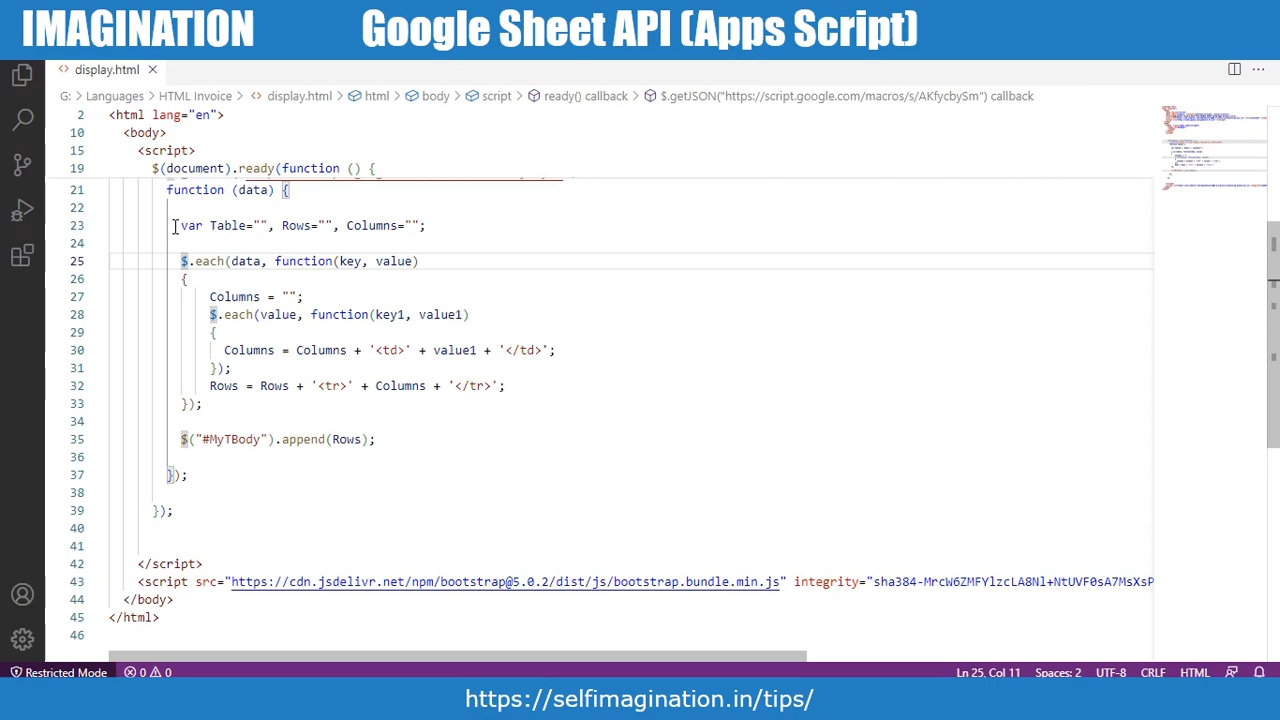 IMAGINATION Google Sheet API (Apps Script)
display.html
G: > Languages > HTML Invoice > display.html > html > body > script > ready() callback > $.getJSON("https://script.google.com/macros/s/AKfycbySm") callback
2 <html lang="en">
10 <body>
15 <script>
19 $(document).ready(function () {
21 function (data) {
22
23 var Table="", Rows="", Columns="";
24
25 $.each(data, function(key, value)
26 {
27 Columns = "";
28 $.each(value, function(key1, value1)
29 {
30 Columns = Columns + '<td>' + value1 + '</td>';
31 });
32 Rows = Rows + '<tr>' + Columns + '</tr>';
33 });
34
35 $("#MyTBody").append(Rows);
36
37 });
38
39 });
40
41
42 </script>
43 <script src="https://cdn.jsdelivr.net/npm/bootstrap@5.0.2/dist/js/bootstrap.bundle.min.js" integrity="sha384-MrcW6ZMFYlzcLA8Nl+NtUVF0sA7MsXsP
44 </body>
45 </html>
46
Restricted Mode 0 0 Ln 25, Col 11 Spaces: 2 UTF-8 CRLF HTML
https://selfimagination.in/tips/